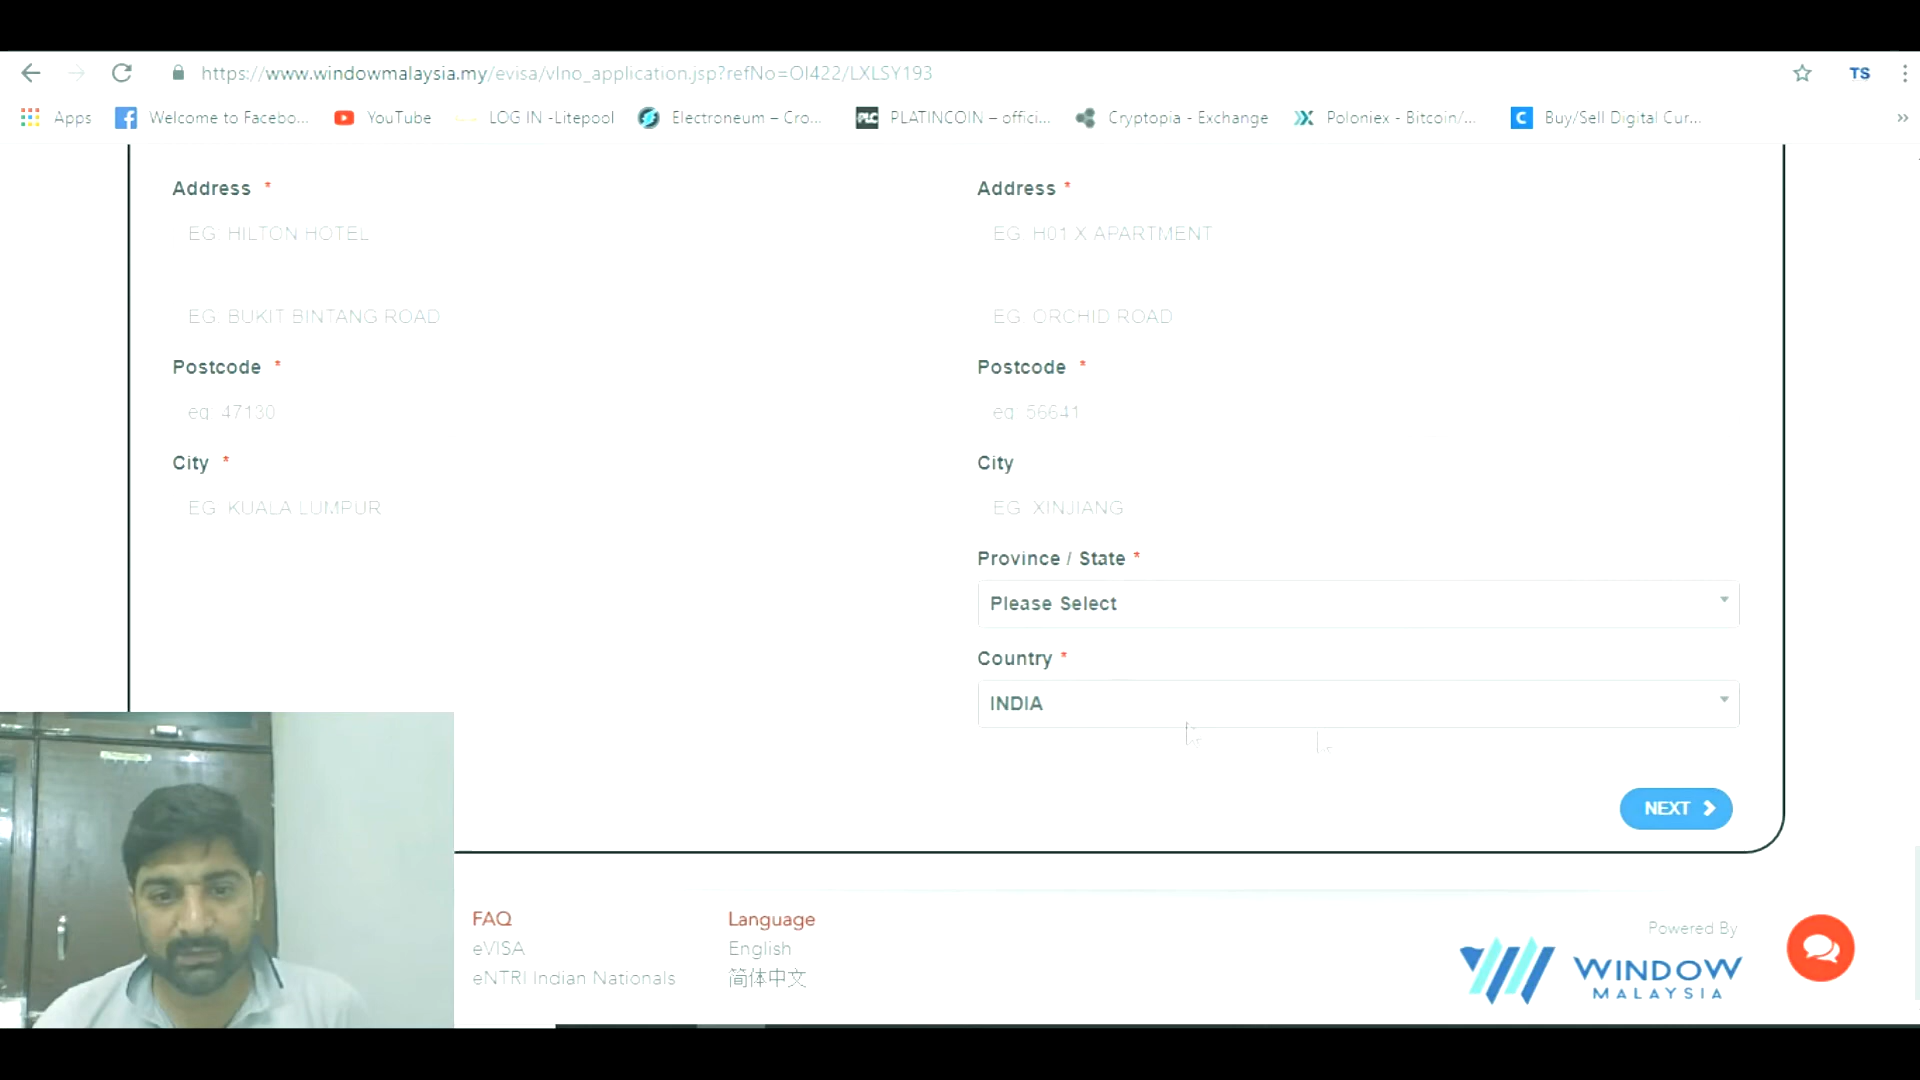 https://www.windowmalaysia.my/evisa/vlno_application.jsp?refNo=OI422/LXLSY193
TS
Apps
Welcome to Facebo...
YouTube
LOG IN -Litepool
Electroneum – Cro...
PLC
PLATINCOIN – offici...
Cryptopia - Exchange
Poloniex - Bitcoin/...
C
Buy/Sell Digital Cur...
Address *
EG. HILTON HOTEL
EG. BUKIT BINTANG ROAD
Postcode *
eg: 47130
City *
EG. KUALA LUMPUR
Address *
EG. H01 X APARTMENT
EG. ORCHID ROAD
Postcode *
eg: 56641
City
EG. XINJIANG
Province / State *
Please Select
Country *
INDIA
NEXT
FAQ
eVISA
eNTRI Indian Nationals
Language
English
简体中文
Powered By
WINDOW
MALAYSIA